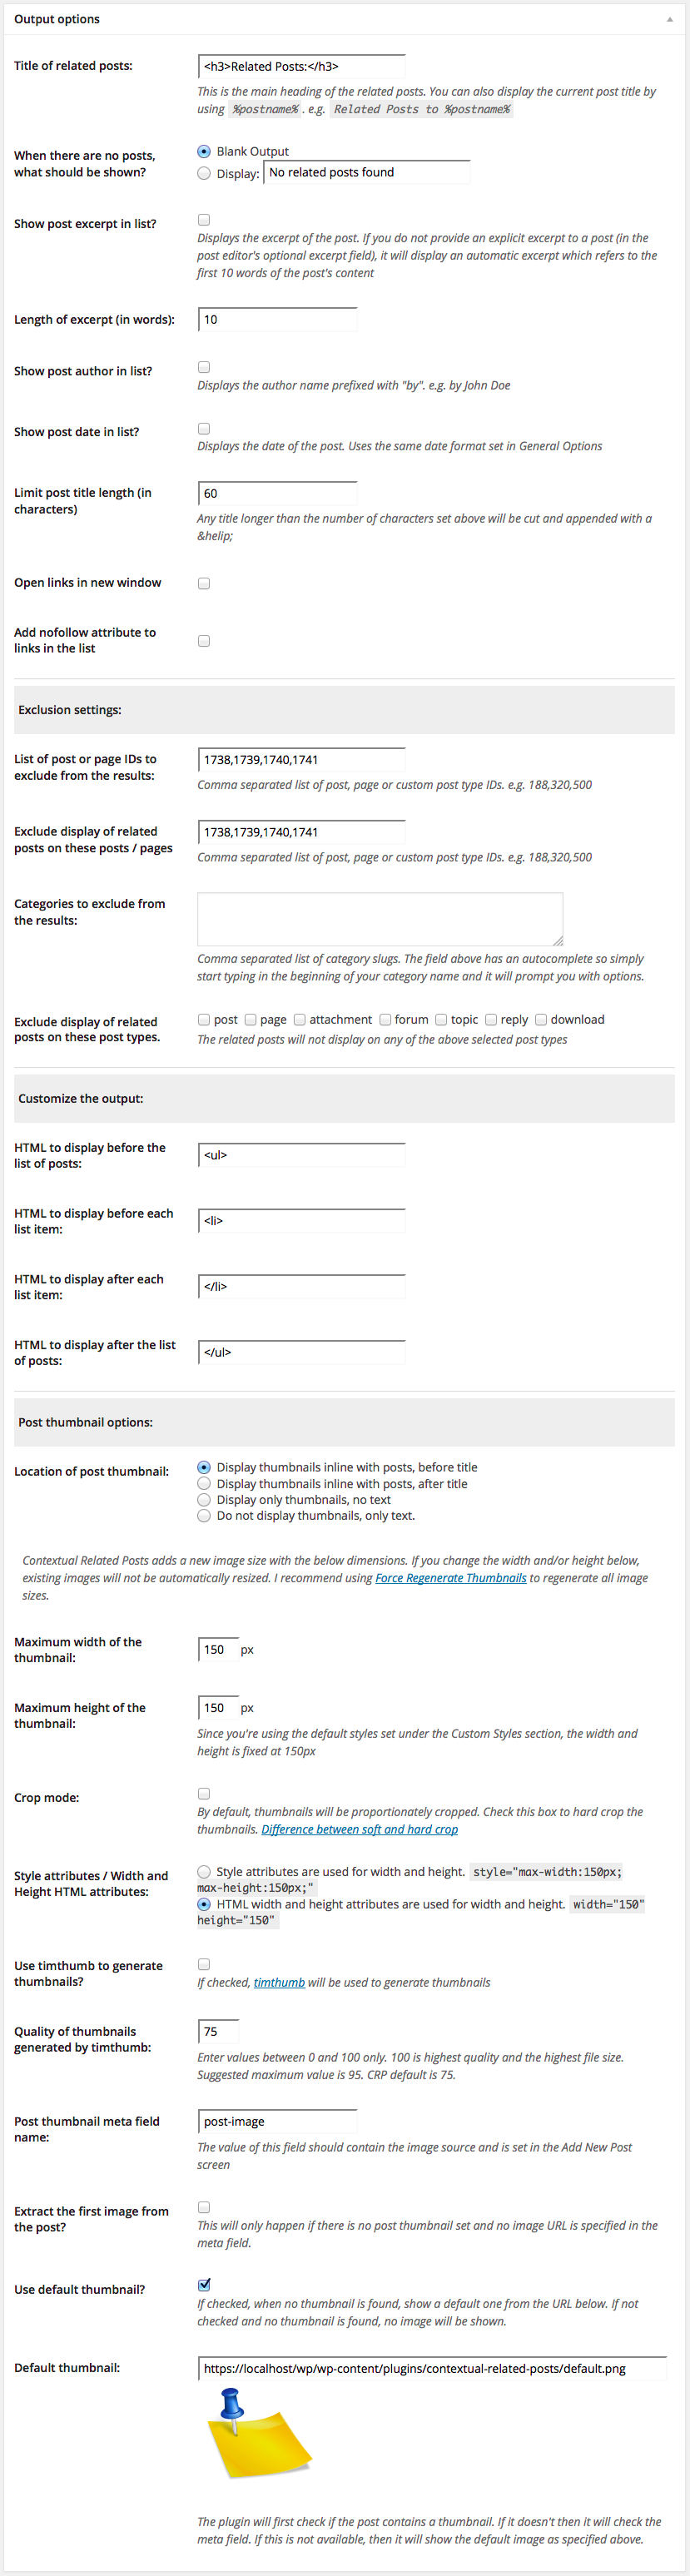 Output options
Title of related posts:
<h3>Related Posts:</h3>
This is the main heading of the related posts. You can also display the current post title by
using %postname% . e.g. Related Posts to %postname%
When there are no posts,
what should be shown?
Blank Output
Display: No related posts found
Show post excerpt in list?
Displays the excerpt of the post. If you do not provide an explicit excerpt to a post (in the
post editor's optional excerpt field), it will display an automatic excerpt which refers to the
first 10 words of the post's content
Length of excerpt (in words):
10
Show post author in list?
Displays the author name prefixed with "by". e.g. by John Doe
Show post date in list?
Displays the date of the post. Uses the same date format set in General Options
Limit post title length (in
characters)
60
Any title longer than the number of characters set above will be cut and appended with a
&help;
Open links in new window
Add nofollow attribute to
links in the list
Exclusion settings:
List of post or page IDs to
exclude from the results:
1738,1739,1740,1741
Comma separated list of post, page or custom post type IDs. e.g. 188,320,500
Exclude display of related
posts on these posts / pages
1738,1739,1740,1741
Comma separated list of post, page or custom post type IDs. e.g. 188,320,500
Categories to exclude from
the results:
Comma separated list of category slugs. The field above has an autocomplete so simply
start typing in the beginning of your category name and it will prompt you with options.
Exclude display of related
posts on these post types.
post page attachment forum topic reply download
The related posts will not display on any of the above selected post types
Customize the output:
HTML to display before the
list of posts:
<ul>
HTML to display before each
list item:
<li>
HTML to display after each
list item:
</li>
HTML to display after the list
of posts:
</ul>
Post thumbnail options:
Location of post thumbnail:
Display thumbnails inline with posts, before title
Display thumbnails inline with posts, after title
Display only thumbnails, no text
Do not display thumbnails, only text.
Contextual Related Posts adds a new image size with the below dimensions. If you change the width and/or height below,
existing images will not be automatically resized. I recommend using Force Regenerate Thumbnails to regenerate all image
sizes.
Maximum width of the
thumbnail:
150 px
Maximum height of the
thumbnail:
150 px
Since you're using the default styles set under the Custom Styles section, the width and
height is fixed at 150px
Crop mode:
By default, thumbnails will be proportionately cropped. Check this box to hard crop the
thumbnails. Difference between soft and hard crop
Style attributes / Width and
Height HTML attributes:
Style attributes are used for width and height. style="max-width:150px;
max-height:150px;"
HTML width and height attributes are used for width and height. width="150"
height="150"
Use timthumb to generate
thumbnails?
If checked, timthumb will be used to generate thumbnails
Quality of thumbnails
generated by timthumb:
75
Enter values between 0 and 100 only. 100 is highest quality and the highest file size.
Suggested maximum value is 95. CRP default is 75.
Post thumbnail meta field
name:
post-image
The value of this field should contain the image source and is set in the Add New Post
screen
Extract the first image from
the post?
This will only happen if there is no post thumbnail set and no image URL is specified in the
meta field.
Use default thumbnail?
If checked, when no thumbnail is found, show a default one from the URL below. If not
checked and no thumbnail is found, no image will be shown.
Default thumbnail:
https://localhost/wp/wp-content/plugins/contextual-related-posts/default.png
The plugin will first check if the post contains a thumbnail. If it doesn't then it will check the
meta field. If this is not available, then it will show the default image as specified above.